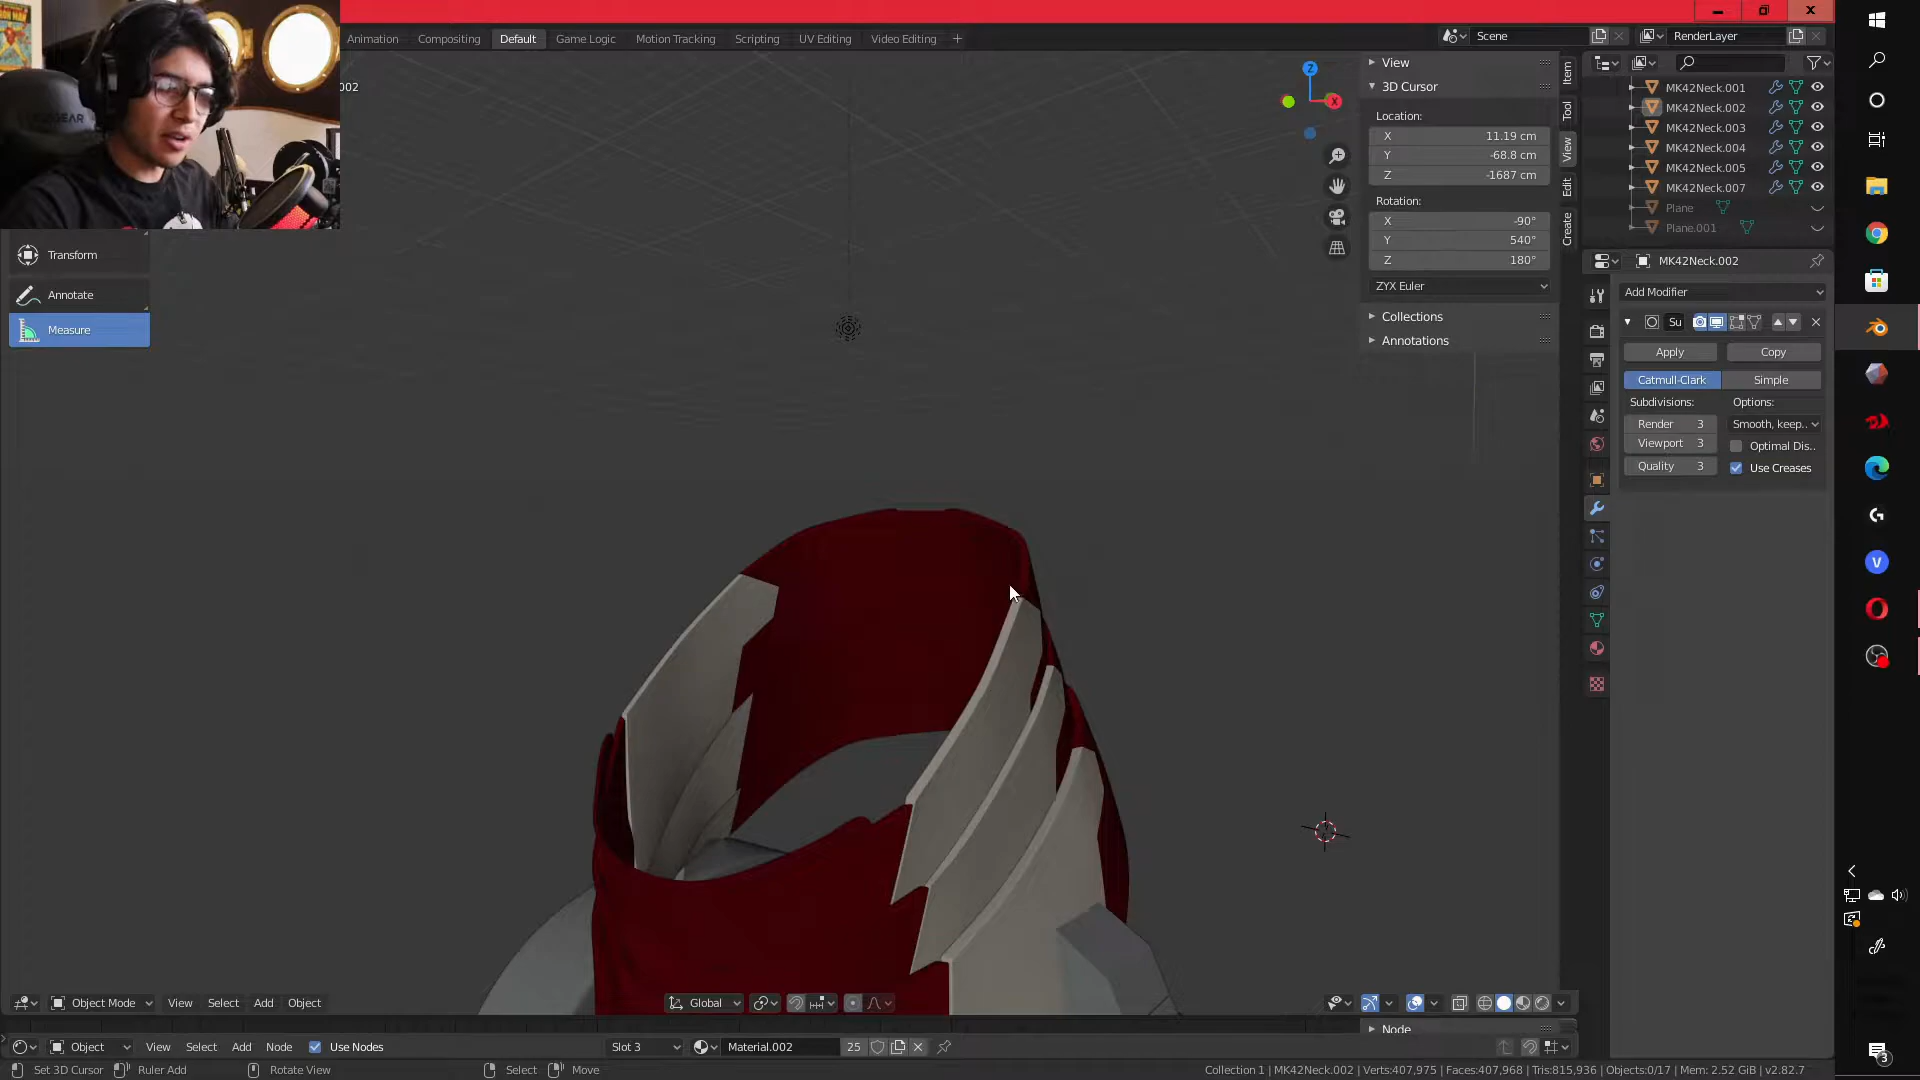 Animation Compositing Default Game Logic Motion Tracking Scripting UV Editing Video Editing
Scene
RenderLayer
002
Transform
Annotate
Measure
View
3D Cursor
Location:
X 11.19 cm
Y -68.8 cm
Z -1687 cm
Rotation:
X -90°
Y 540°
Z 180°
ZYX Euler
Collections
Annotations
Item
Tool
View
Edit
Create
Z
X
MK42Neck.001
MK42Neck.002
MK42Neck.003
MK42Neck.004
MK42Neck.005
MK42Neck.007
Plane
Plane.001
MK42Neck.002
Add Modifier
Su
Apply Copy
Catmull-Clark Simple
Subdivisions: Options:
Render 3 Smooth, keep..
Viewport 3 Optimal Dis..
Quality 3 Use Creases
Object Mode View Select Add Object
Global
Node
Object View Select Add Node Use Nodes
Slot 3
Material.002 25
Set 3D Cursor Ruler Add Rotate View Select Move
Collection 1 | MK42Neck.002 | Verts:407,975 | Faces:407,968 | Tris:815,936 | Objects:0/17 | Mem: 2.52 GiB | v2.82.7
3